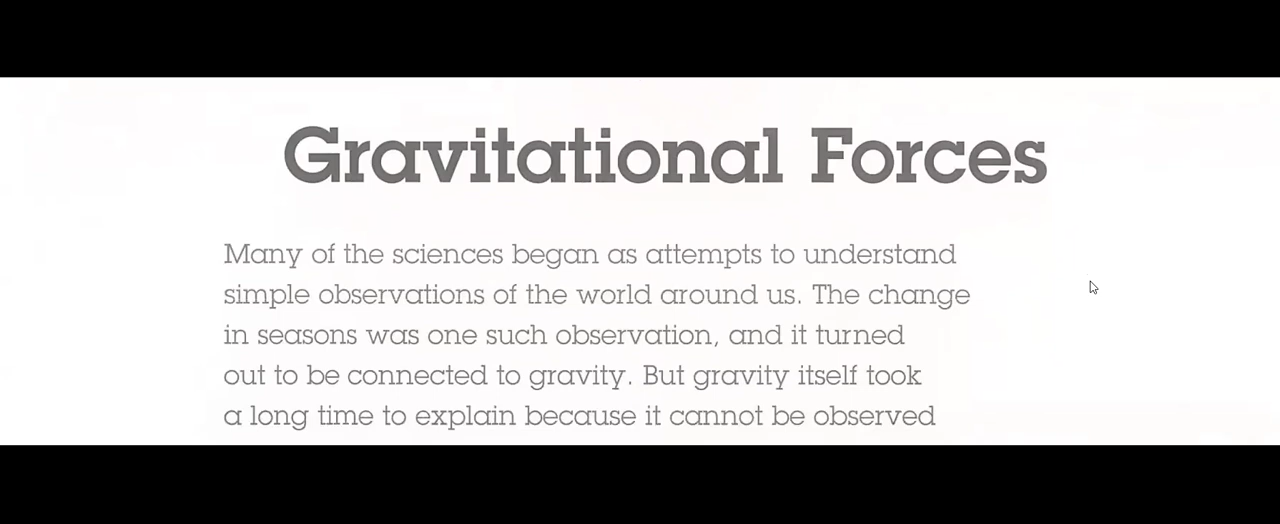 Gravitational Forces
Many of the sciences began as attempts to understand
simple observations of the world around us. The change
in seasons was one such observation, and it turned
out to be connected to gravity. But gravity itself took
a long time to explain because it cannot be observed